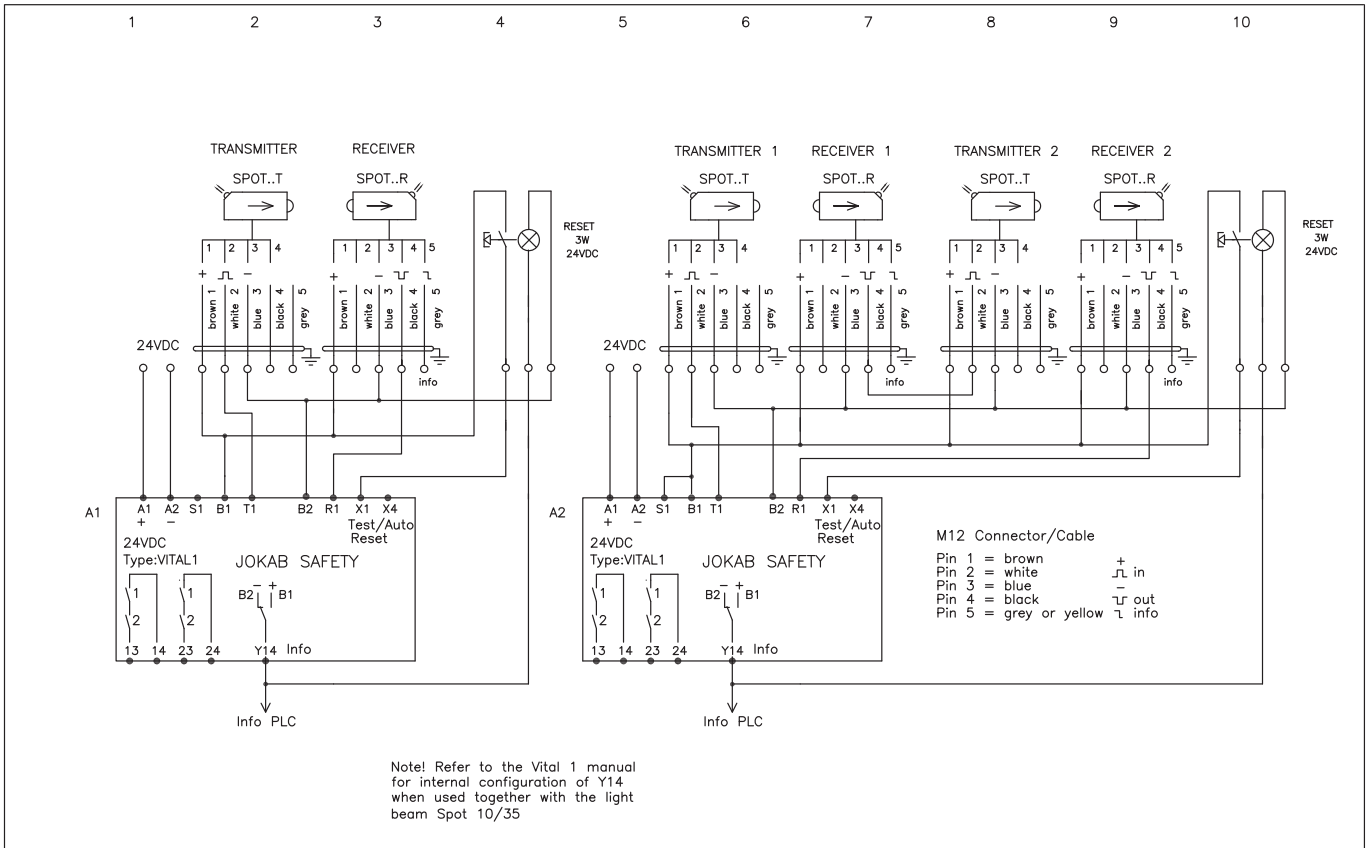 1 2 3 4 5 6 7 8 9 10
TRANSMITTER RECEIVER
SPOT..T SPOT..R
1 2 3 4 1 2 3 4 5
+ − + −
brown 1 white 2 blue 3 black 4 grey 5
brown 1 white 2 blue 3 black 4 grey 5
RESET
3W
24VDC
24VDC
info
A1
A1 A2 S1 B1 T1 B2 R1 X1 X4
+ − Test/Auto
Reset
24VDC
Type:VITAL1 JOKAB SAFETY
1 1 − +
B2 B1
2 2
13 14 23 24 Y14 Info
Info PLC
TRANSMITTER 1 RECEIVER 1 TRANSMITTER 2 RECEIVER 2
SPOT..T SPOT..R SPOT..T SPOT..R
1 2 3 4 1 2 3 4 5 1 2 3 4 1 2 3 4 5
+ − + − + − + −
brown 1 white 2 blue 3 black 4 grey 5
brown 1 white 2 blue 3 black 4 grey 5
brown 1 white 2 blue 3 black 4 grey 5
brown 1 white 2 blue 3 black 4 grey 5
RESET
3W
24VDC
24VDC
info info
A2
A1 A2 S1 B1 T1 B2 R1 X1 X4
+ − Test/Auto
Reset
24VDC
Type:VITAL1 JOKAB SAFETY
1 1 − +
B2 B1
2 2
13 14 23 24 Y14 Info
Info PLC
M12 Connector/Cable
Pin 1 = brown +
Pin 2 = white in
Pin 3 = blue −
Pin 4 = black out
Pin 5 = grey or yellow info
Note! Refer to the Vital 1 manual
for internal configuration of Y14
when used together with the light
beam Spot 10/35